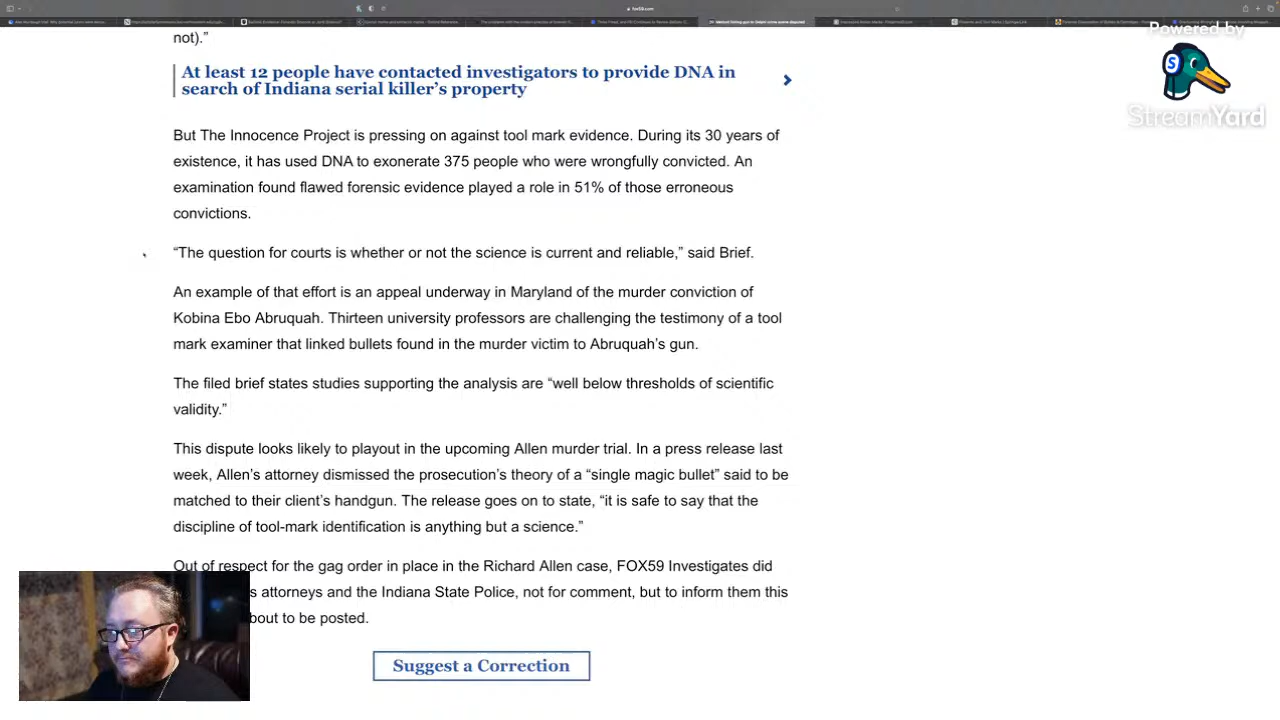 fox59.com
Powered by
StreamYard
not).”
At least 12 people have contacted investigators to provide DNA in
search of Indiana serial killer’s property
But The Innocence Project is pressing on against tool mark evidence. During its 30 years of
existence, it has used DNA to exonerate 375 people who were wrongfully convicted. An
examination found flawed forensic evidence played a role in 51% of those erroneous
convictions.
“The question for courts is whether or not the science is current and reliable,” said Brief.
An example of that effort is an appeal underway in Maryland of the murder conviction of
Kobina Ebo Abruquah. Thirteen university professors are challenging the testimony of a tool
mark examiner that linked bullets found in the murder victim to Abruquah’s gun.
The filed brief states studies supporting the analysis are “well below thresholds of scientific
validity.”
This dispute looks likely to playout in the upcoming Allen murder trial. In a press release last
week, Allen’s attorney dismissed the prosecution’s theory of a “single magic bullet” said to be
matched to their client’s handgun. The release goes on to state, “it is safe to say that the
discipline of tool-mark identification is anything but a science.”
Out of respect for the gag order in place in the Richard Allen case, FOX59 Investigates did
attorneys and the Indiana State Police, not for comment, but to inform them this
to be posted.
Suggest a Correction